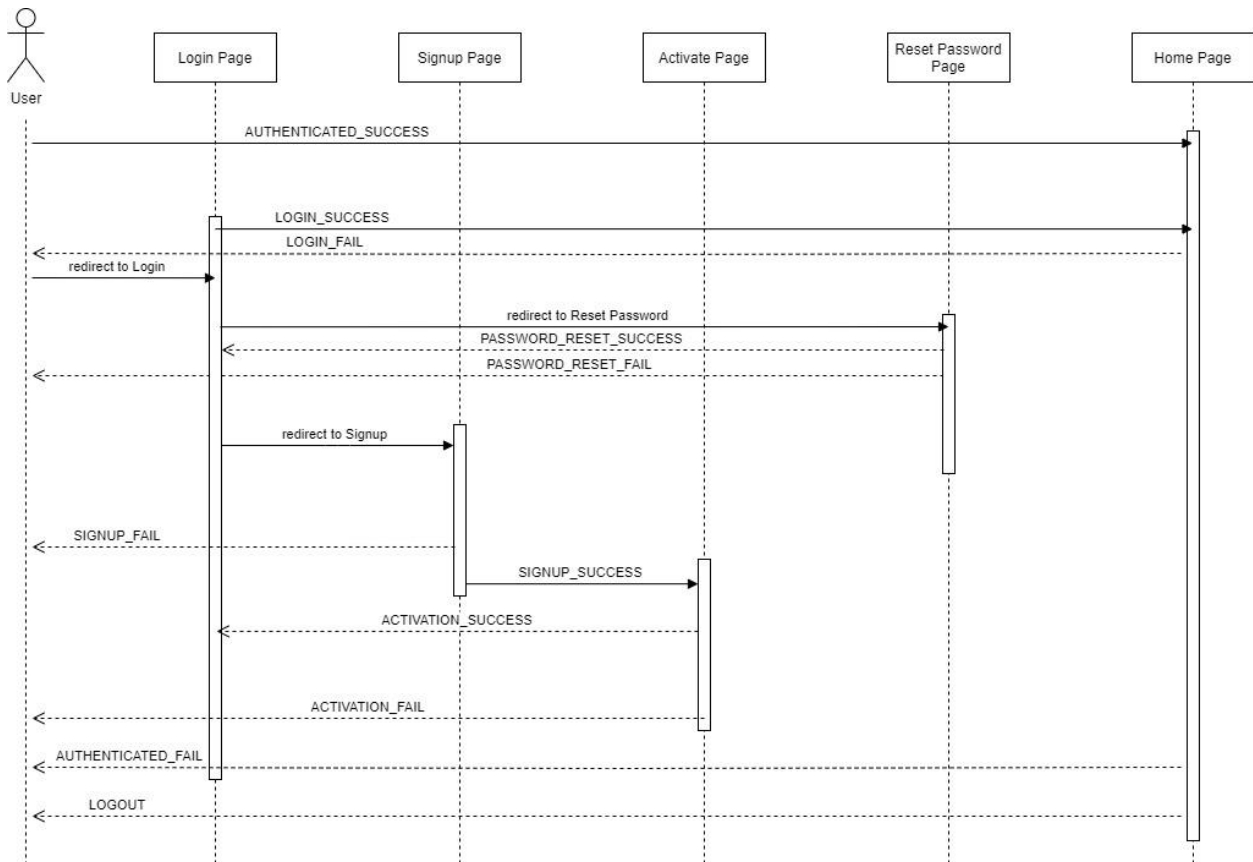 Login Page
Signup Page
Activate Page
Reset Password
Page
Home Page
User
AUTHENTICATED_SUCCESS
LOGIN_SUCCESS
LOGIN_FAIL
redirect to Login
redirect to Reset Password
PASSWORD_RESET_SUCCESS
PASSWORD_RESET_FAIL
redirect to Signup
SIGNUP_FAIL
SIGNUP_SUCCESS
ACTIVATION_SUCCESS
ACTIVATION_FAIL
AUTHENTICATED_FAIL
LOGOUT